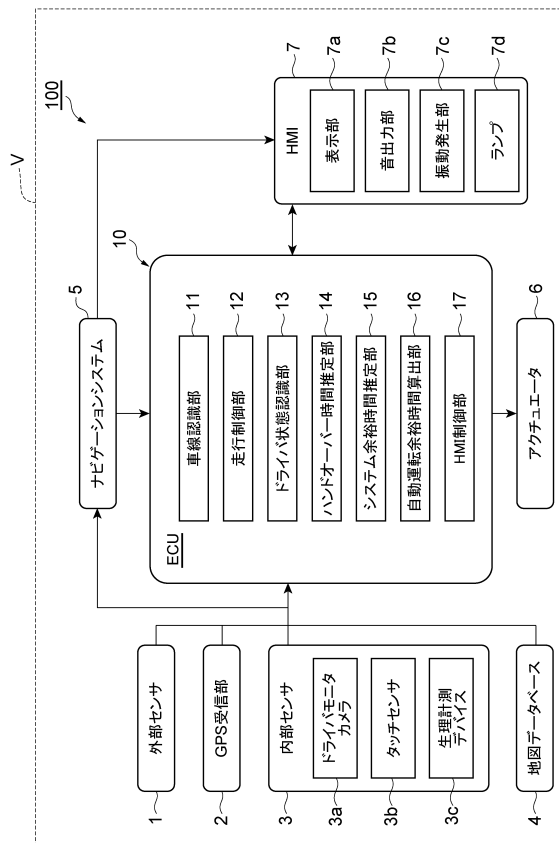 V
100
1
外部センサ
2
GPS受信部
3
内部センサ
3a
ドライバモニタ
カメラ
3b
タッチセンサ
3c
生理計測
デバイス
4
地図データベース
5
ナビゲーションシステム
10
ECU
車線認識部
11
走行制御部
12
ドライバ状態認識部
13
ハンドオーバー時間推定部
14
システム余裕時間推定部
15
自動運転余裕時間算出部
16
HMI制御部
17
アクチュエータ
6
7
HMI
表示部
7a
音出力部
7b
振動発生部
7c
ランプ
7d